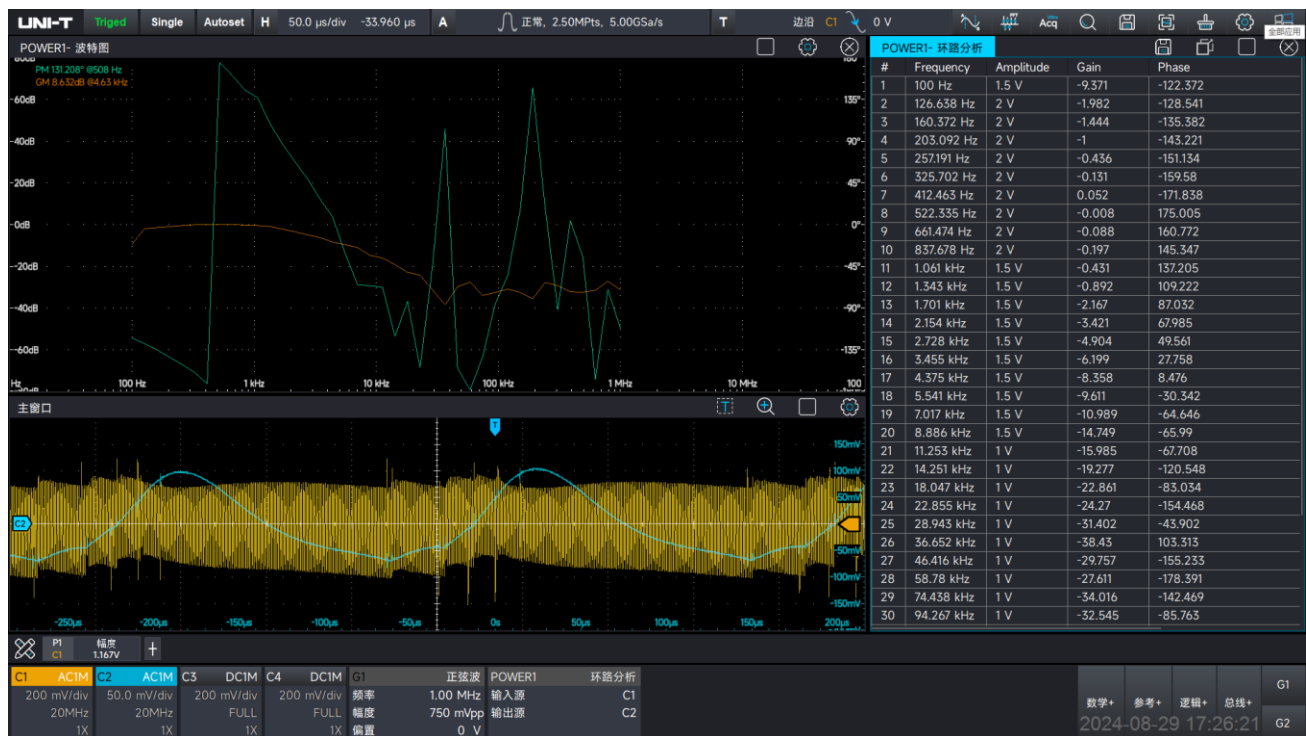 UNI-T Triged Single Autoset H 50.0 μs/div -33.960 μs A 正常, 2.50MPts, 5.00GSa/s T 边沿 C1 0 V Acq
全部应用
POWER1- 波特图
PM 131.208° @508 Hz
GM 8.632dB @4.63 kHz
180°
-60dB 135°
-40dB 90°
-20dB 45°
-0dB 0°
--20dB -45°
--40dB -90°
--60dB -135°
Hz 100 Hz 1 kHz 10 kHz 100 kHz 1 MHz 10 MHz 100
POWER1- 环路分析
# Frequency Amplitude Gain Phase
1 100 Hz 1.5 V -9.371 -122.372
2 126.638 Hz 2 V -1.982 -128.541
3 160.372 Hz 2 V -1.444 -135.382
4 203.092 Hz 2 V -1 -143.221
5 257.191 Hz 2 V -0.436 -151.134
6 325.702 Hz 2 V -0.131 -159.58
7 412.463 Hz 2 V 0.052 -171.838
8 522.335 Hz 2 V -0.008 175.005
9 661.474 Hz 2 V -0.088 160.772
10 837.678 Hz 2 V -0.197 145.347
11 1.061 kHz 1.5 V -0.431 137.205
12 1.343 kHz 1.5 V -0.892 109.222
13 1.701 kHz 1.5 V -2.167 87.032
14 2.154 kHz 1.5 V -3.421 67.985
15 2.728 kHz 1.5 V -4.904 49.561
16 3.455 kHz 1.5 V -6.199 27.758
17 4.375 kHz 1.5 V -8.358 8.476
18 5.541 kHz 1.5 V -9.611 -30.342
19 7.017 kHz 1.5 V -10.989 -64.646
20 8.886 kHz 1.5 V -14.749 -65.99
21 11.253 kHz 1 V -15.985 -67.708
22 14.251 kHz 1 V -19.277 -120.548
23 18.047 kHz 1 V -22.861 -83.034
24 22.855 kHz 1 V -24.27 -154.468
25 28.943 kHz 1 V -31.402 -43.902
26 36.652 kHz 1 V -38.43 103.313
27 46.416 kHz 1 V -29.757 -155.233
28 58.78 kHz 1 V -27.611 -178.391
29 74.438 kHz 1 V -34.016 -142.469
30 94.267 kHz 1 V -32.545 -85.763
主窗口 T
T
150mV
100mV
50mV
C2
-50mV
-100mV
-150mV
-250μs -200μs -150μs -100μs -50μs 0s 50μs 100μs 150μs 200μs
P1 幅度
C1 1.167V +
C1 AC1M C2 AC1M C3 DC1M C4 DC1M G1 正弦波 POWER1 环路分析
200 mV/div 50.0 mV/div 200 mV/div 200 mV/div 频率 1.00 MHz 输入源 C1
20MHz 20MHz FULL FULL 幅度 750 mVpp 输出源 C2
1X 1X 1X 1X 偏置 0 V
数学+ 参考+ 逻辑+ 总线+ G1
2024-08-29 17:26:21 G2